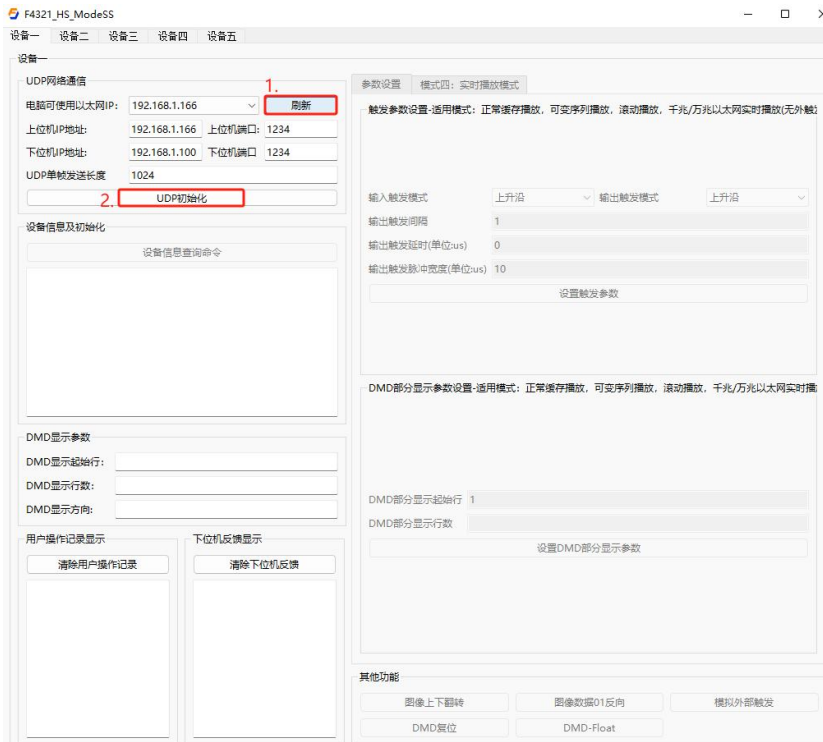 F4321_HS_ModeSS
设备一 设备二 设备三 设备四 设备五
设备一
UDP网络通信
1.
电脑可使用以太网IP: 192.168.1.166 刷新
上位机IP地址: 192.168.1.166 上位机端口: 1234
下位机IP地址: 192.168.1.100 下位机端口 1234
UDP单帧发送长度 1024
2. UDP初始化
设备信息及初始化
设备信息查询命令
DMD显示参数
DMD显示起始行:
DMD显示行数:
DMD显示方向:
用户操作记录显示
清除用户操作记录
下位机反馈显示
清除下位机反馈
参数设置 模式四: 实时播放模式
触发参数设置-适用模式: 正常缓存播放, 可变序列播放, 滚动播放, 千兆/万兆以太网实时播放(无外触
输入触发模式 上升沿 输出触发模式 上升沿
输出触发间隔 1
输出触发延时(单位:us) 0
输出触发脉冲宽度(单位:us) 10
设置触发参数
DMD部分显示参数设置-适用模式: 正常缓存播放, 可变序列播放, 滚动播放, 千兆/万兆以太网实时播
DMD部分显示起始行 1
DMD部分显示行数
设置DMD部分显示参数
其他功能
图像上下翻转 图像数据01反向 模拟外部触发
DMD复位 DMD-Float